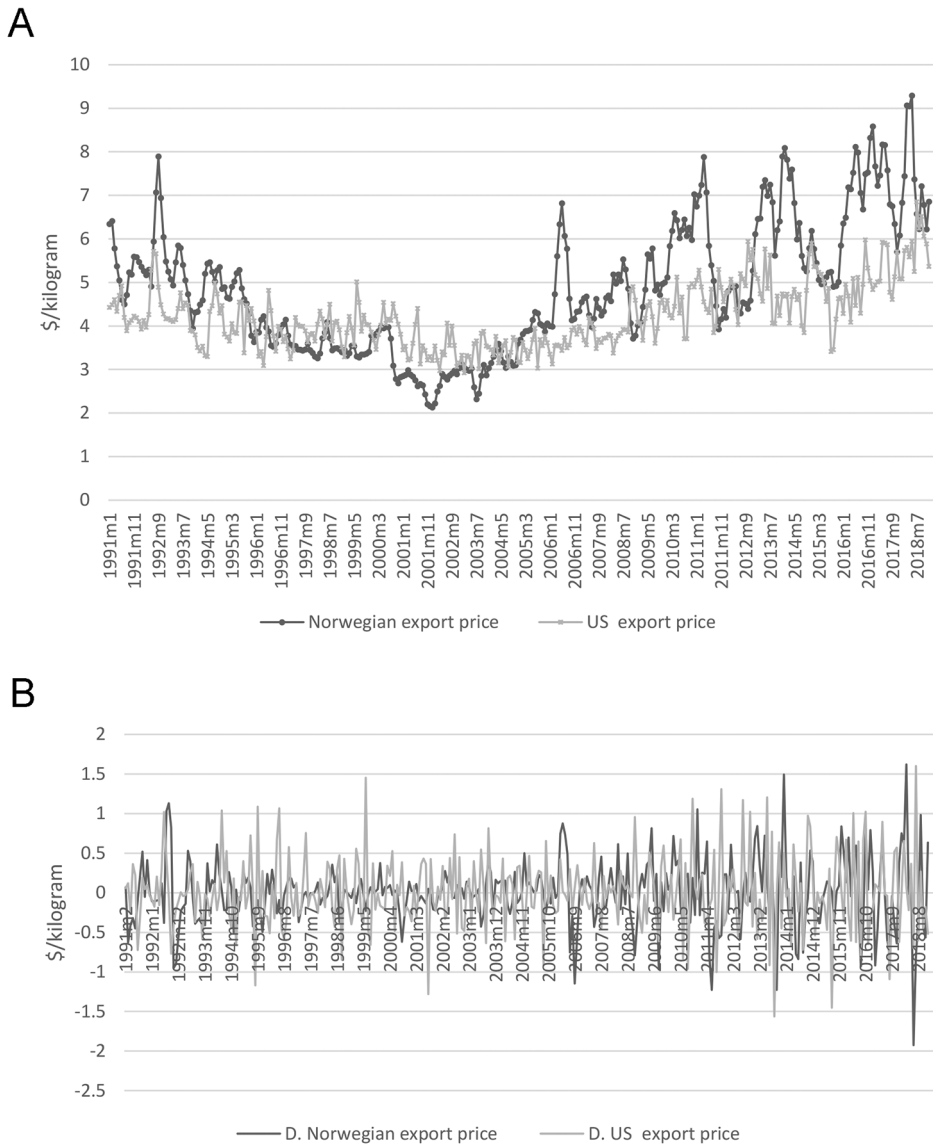 A
10
9
8
7
6
5
4
3
2
1
0
$/kilogram
1991m1
1991m11
1992m9
1993m7
1994m5
1995m3
1996m1
1996m11
1997m9
1998m7
1999m5
2000m3
2001m1
2001m11
2002m9
2003m7
2004m5
2005m3
2006m1
2006m11
2007m9
2008m7
2009m5
2010m3
2011m1
2011m11
2012m9
2013m7
2014m5
2015m3
2016m1
2016m11
2017m9
2018m7
Norwegian export price
US export price
B
2
1.5
1
0.5
0
-0.5
-1
-1.5
-2
-2.5
$/kilogram
1991m2
1992m1
1992m12
1993m11
1994m10
1995m9
1996m8
1997m7
1998m6
1999m5
2000m4
2001m3
2002m2
2003m1
2003m12
2004m11
2005m10
2006m9
2007m8
2008m7
2009m6
2010m5
2011m4
2012m3
2013m2
2014m1
2014m12
2015m11
2016m10
2017m9
2018m8
D. Norwegian export price
D. US export price